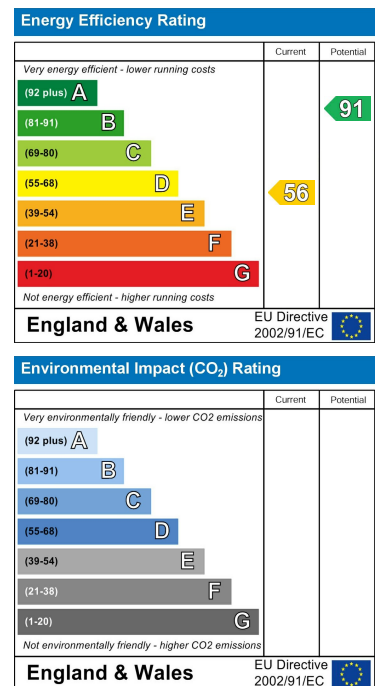 Energy Efficiency Rating
Current Potential
Very energy efficient - lower running costs
(92 plus) A
91
(81-91) B
(69-80) C
(55-68) D
56
(39-54) E
(21-38) F
(1-20) G
Not energy efficient - higher running costs
England & Wales
EU Directive
2002/91/EC
Environmental Impact (CO₂) Rating
Current Potential
Very environmentally friendly - lower CO2 emissions
(92 plus) A
(81-91) B
(69-80) C
(55-68) D
(39-54) E
(21-38) F
(1-20) G
Not environmentally friendly - higher CO2 emissions
England & Wales
EU Directive
2002/91/EC